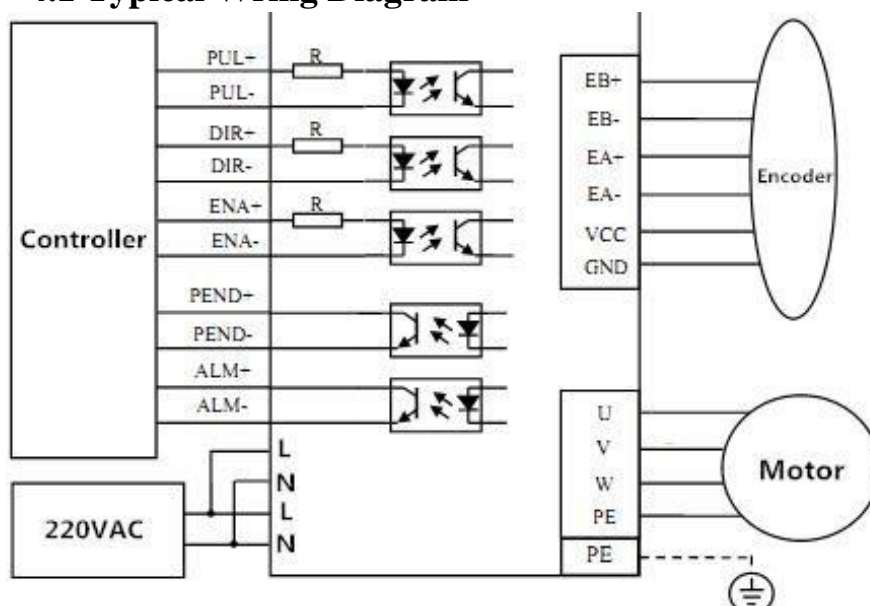 Typical Wring Diagram
PUL+
R
PUL-
DIR+
R
DIR-
ENA+
R
ENA-
Controller
PEND+
PEND-
ALM+
ALM-
L
N
L
N
220VAC
EB+
EB-
EA+
EA-
VCC
GND
Encoder
U
V
W
PE
PE
Motor